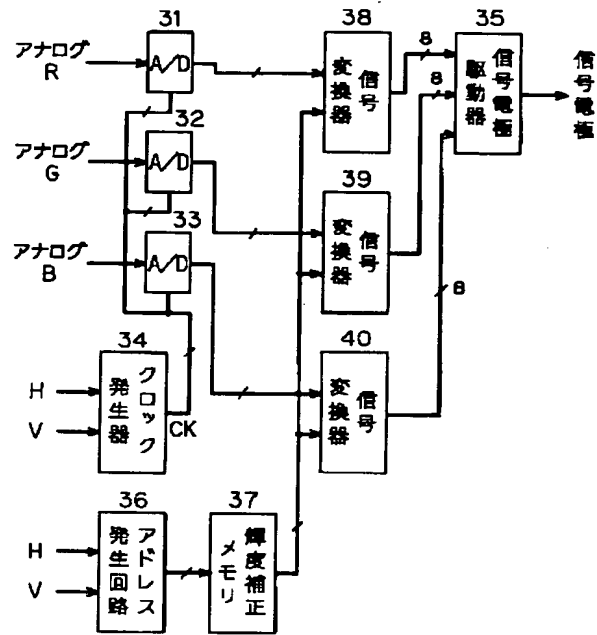 31
38
35
アナログ
R
A/D
信号
変換器
8
8
信号電極
駆動器
信号電極
32
アナログ
G
A/D
39
信号
変換器
33
アナログ
B
A/D
8
34
40
H
V
クロック
発生器
CK
信号
変換器
36
37
H
V
アドレス
発生回路
輝度補正
メモリ